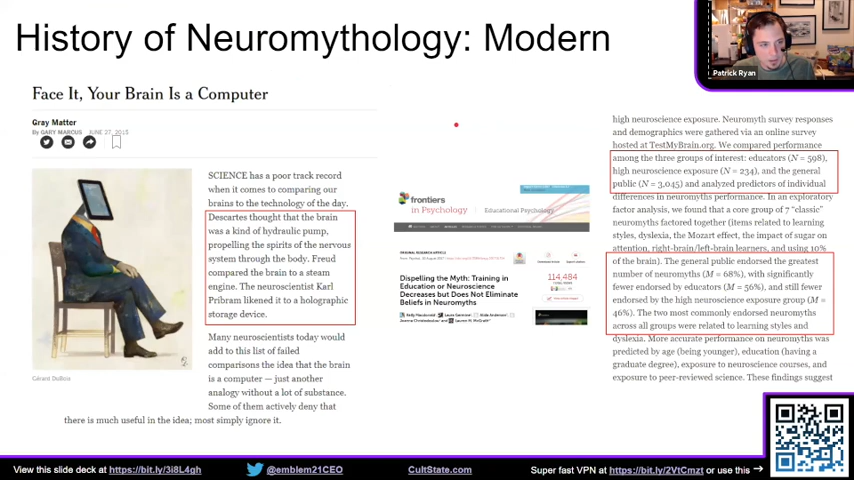 History of Neuromythology: Modern
Patrick Ryan
Face It, Your Brain Is a Computer
Gray Matter
By GARY MARCUS JUNE 27, 2015
SCIENCE has a poor track record
when it comes to comparing our
brains to the technology of the day.
Descartes thought that the brain
was a kind of hydraulic pump,
propelling the spirits of the nervous
system through the body. Freud
compared the brain to a steam
engine. The neuroscientist Karl
Pribram likened it to a holographic
storage device.
Many neuroscientists today would
add to this list of failed
comparisons the idea that the brain
is a computer — just another
analogy without a lot of substance.
Some of them actively deny that
there is much useful in the idea; most simply ignore it.
Gérard DuBois
frontiers
in Psychology
Educational Psychology
ORIGINAL RESEARCH ARTICLE
Dispelling the Myth: Training in
Education or Neuroscience
Decreases but Does Not Eliminate
Beliefs in Neuromyths
114,484
high neuroscience exposure. Neuromyth survey responses
and demographics were gathered via an online survey
hosted at TestMyBrain.org. We compared performance
among the three groups of interest: educators (N = 598),
high neuroscience exposure (N = 234), and the general
public (N = 3,045) and analyzed predictors of individual
differences in neuromyths performance. In an exploratory
factor analysis, we found that a core group of 7 "classic"
neuromyths factored together (items related to learning
styles, dyslexia, the Mozart effect, the impact of sugar on
attention, right-brain/left-brain learners, and using 10%
of the brain). The general public endorsed the greatest
number of neuromyths (M = 68%), with significantly
fewer endorsed by educators (M = 56%), and still fewer
endorsed by the high neuroscience exposure group (M =
46%). The two most commonly endorsed neuromyths
across all groups were related to learning styles and
dyslexia. More accurate performance on neuromyths was
predicted by age (being younger), education (having a
graduate degree), exposure to neuroscience courses, and
exposure to peer-reviewed science. These findings suggest
View this slide deck at https://bit.ly/3i8L4gh
@emblem21CEO
CultState.com
Super fast VPN at https://bit.ly/2VtCmzt or use this →